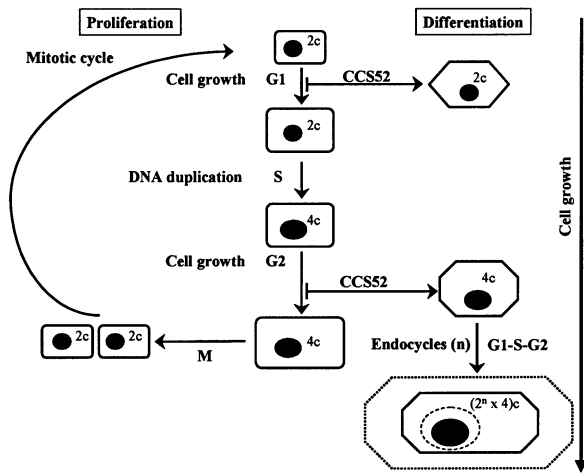 Proliferation
Differentiation
Mitotic cycle
2c
Cell growth G1
CCS52
2c
2c
DNA duplication S
4c
Cell growth G2
CCS52
4c
Cell growth
2c 2c
M
4c
Endocycles (n) G1-S-G2
(2ⁿ x 4)c